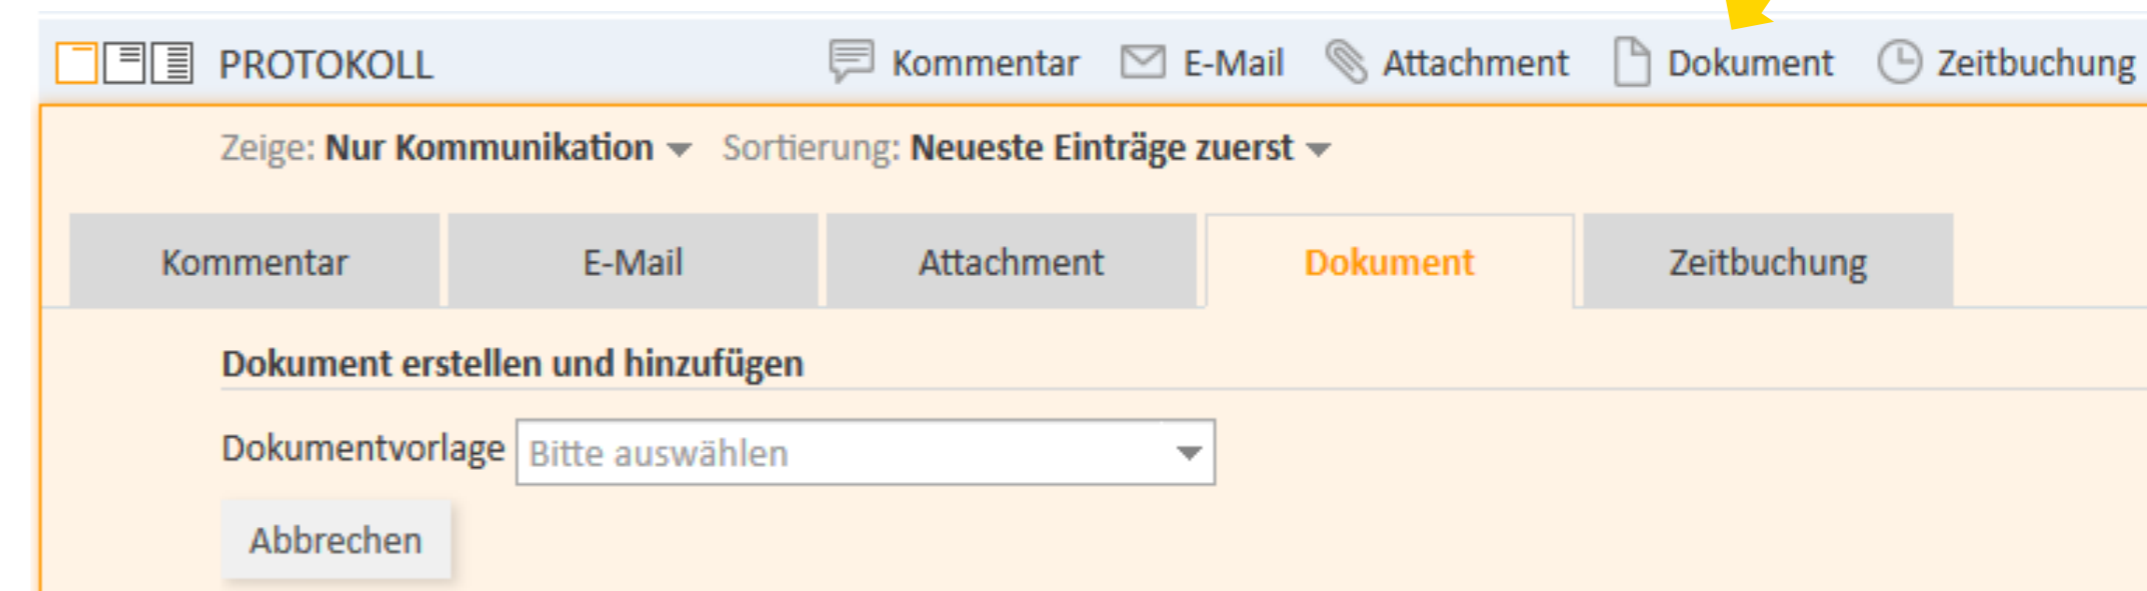 PROTOKOLL Kommentar E-Mail Attachment Dokument Zeitbuchung
Zeige: Nur Kommunikation Sortierung: Neueste Einträge zuerst
Kommentar E-Mail Attachment Dokument Zeitbuchung
Dokument erstellen und hinzufügen
Dokumentvorlage Bitte auswählen
Abbrechen